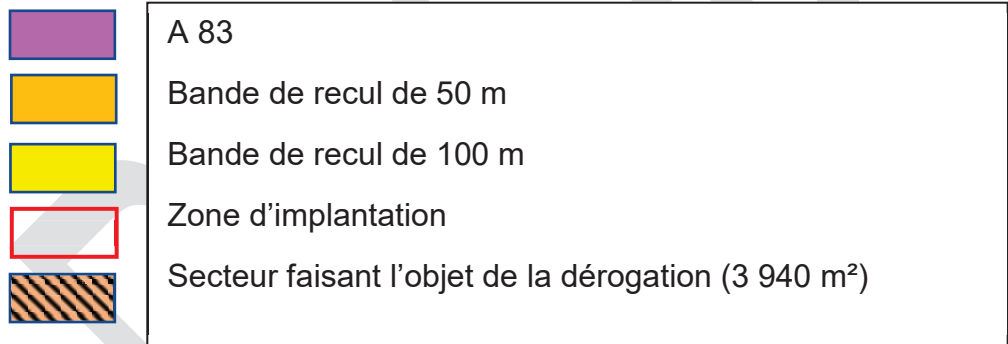 A 83
Bande de recul de 50 m
Bande de recul de 100 m
Zone d’implantation
Secteur faisant l’objet de la dérogation (3 940 m²)